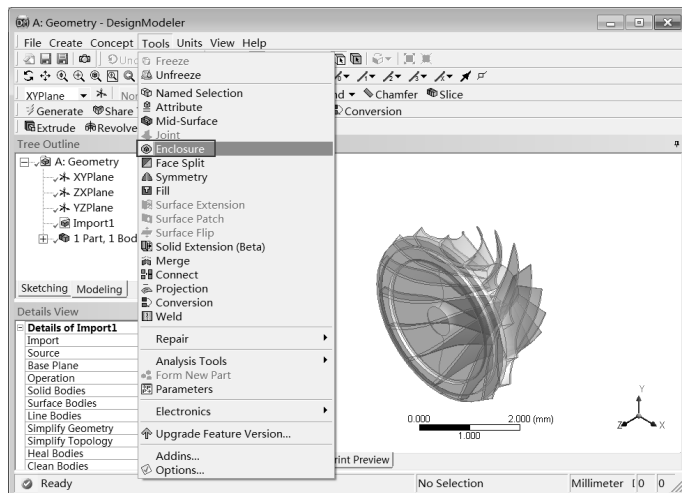 A: Geometry - DesignModeler
File Create Concept Tools Units View Help
XYPlane
Generate Share
Extrude Revolve
Chamfer Slice
Conversion
Freeze
Unfreeze
Named Selection
Attribute
Mid-Surface
Joint
Enclosure
Face Split
Symmetry
Fill
Surface Extension
Surface Patch
Surface Flip
Solid Extension (Beta)
Merge
Connect
Projection
Conversion
Weld
Repair
Analysis Tools
Form New Part
Parameters
Electronics
Upgrade Feature Version...
Addins...
Options...
Tree Outline
A: Geometry
XYPlane
ZXPlane
YZPlane
Import1
1 Part, 1 Bod
Sketching Modeling
Details View
Details of Import1
Import
Source
Base Plane
Operation
Solid Bodies
Surface Bodies
Line Bodies
Simplify Geometry
Simplify Topology
Heal Bodies
Clean Bodies
0.000 2.000 (mm)
1.000
Y
Z X
rint Preview
Ready No Selection Millimeter 0 0